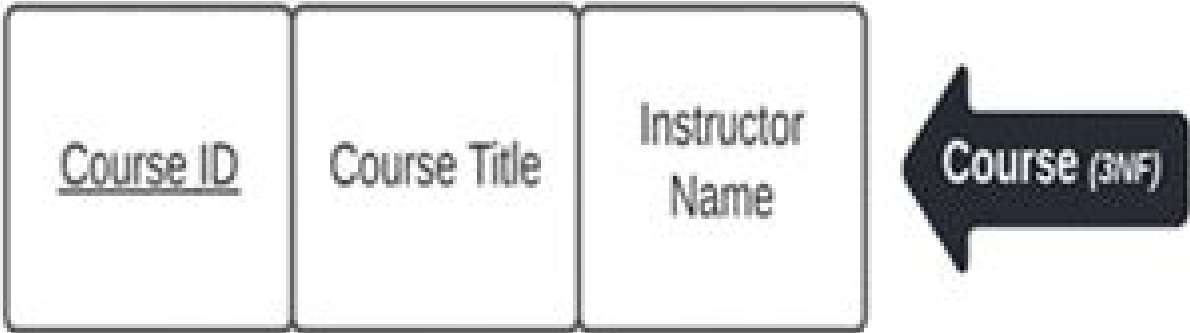 Course ID
Course Title
Instructor
Name
Course (3NF)